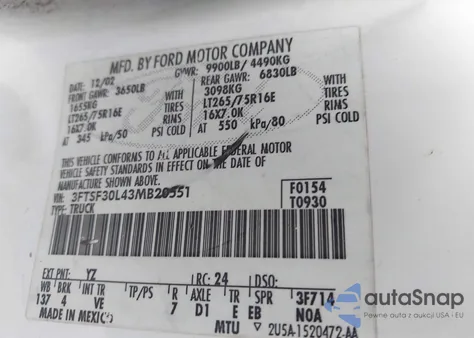 MFD. BY FORD MOTOR COMPANY
DATE: 12/02 GVWR: 9900LB/ 4490KG
FRONT GAWR: 3650LB REAR GAWR: 6830LB
1655KG WITH 3098KG WITH
LT265/75R16E TIRES LT265/75R16E TIRES
16X7.0K RIMS 16X7.0K RIMS
AT 345 kPa/50 PSI COLD AT 550 kPa/80 PSI COLD
THIS VEHICLE CONFORMS TO ALL APPLICABLE FEDERAL MOTOR
VEHICLE SAFETY STANDARDS IN EFFECT ON THE DATE OF
MANUFACTURE SHOWN ABOVE
VIN: 3FTSF30L43MB20551 F0154
TYPE: TRUCK T0930
EXT PNT: YZ RC: 24 DSO:
WB BRK INT TR TP/PS R AXLE TR SPR 3F714
137 4 VE 7 D1 E EB N0A
MADE IN MEXICO MTU 2U5A-1520472-AA
autoSnap